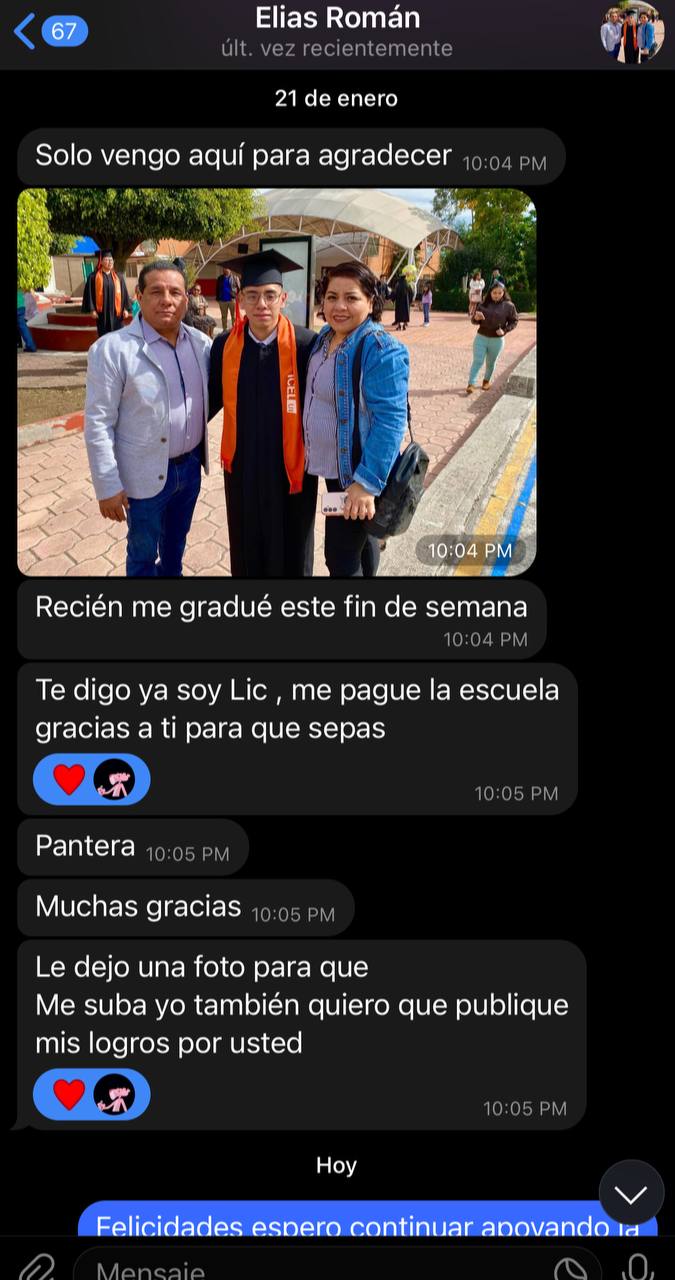 67
Elias Román
últ. vez recientemente
21 de enero
Solo vengo aquí para agradecer 10:04 PM
10:04 PM
Recién me gradué este fin de semana
10:04 PM
Te digo ya soy Lic , me pague la escuela
gracias a ti para que sepas
10:05 PM
Pantera 10:05 PM
Muchas gracias 10:05 PM
Le dejo una foto para que
Me suba yo también quiero que publique
mis logros por usted
10:05 PM
Hoy
Felicidades espero continuar apoyando la
Mensaje